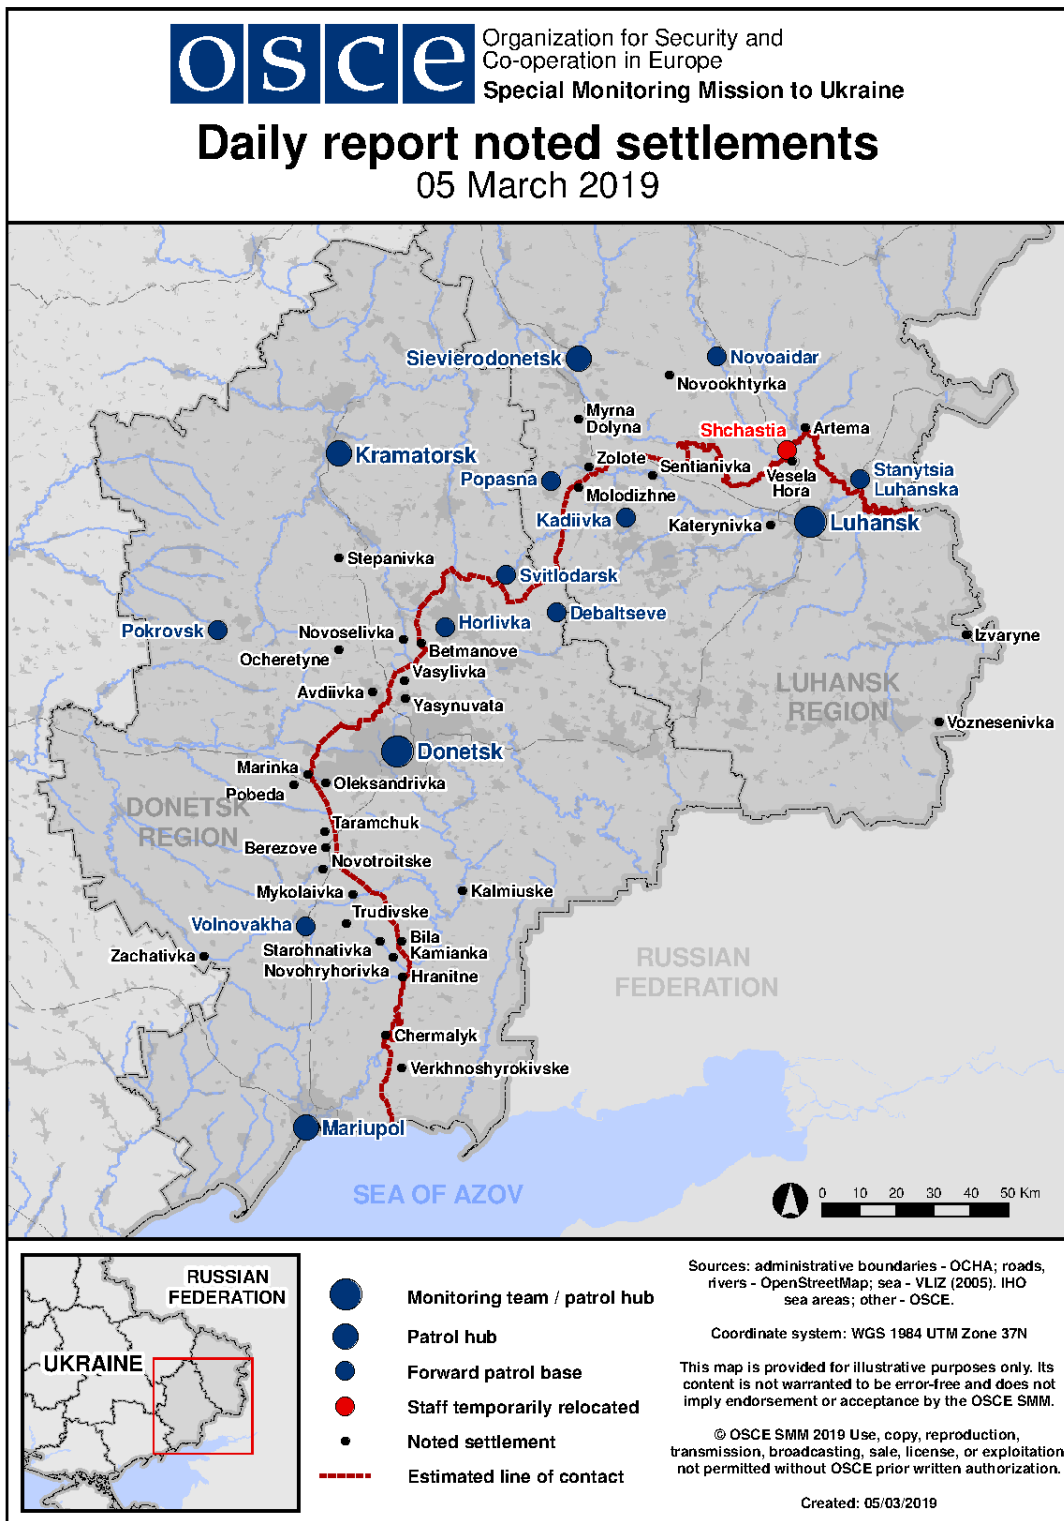 osce
Organization for Security and
Co-operation in Europe
Special Monitoring Mission to Ukraine
Daily report noted settlements
05 March 2019
Sievierodonetsk
Novoaidar
Novookhtyrka
Myrna
Dolyna
Shchastia
Artema
Kramatorsk
Zolote
Sentianivka
Vesela
Hora
Stanytsia
Luhanska
Popasna
Molodizhne
Kadiivka
Katerynivka
Luhansk
Stepanivka
Svitlodarsk
Debaltseve
Pokrovsk
Horlivka
Novoselivka
Betmanove
Izvaryne
Ocheretyne
Vasylivka
Avdiivka
Yasynuvata
LUHANSK
REGION
Voznesenivka
Donetsk
Marinka
Oleksandrivka
Pobeda
DONETSK
REGION
Taramchuk
Berezove
Novotroitske
Mykolaivka
Kalmiuske
Trudivske
Volnovakha
Bila
Kamianka
Starohnativka
Zachativka
Novohryhorivka
Hranitne
RUSSIAN
FEDERATION
Chermalyk
Verkhnoshyrokivske
Mariupol
SEA OF AZOV
0 10 20 30 40 50 Km
RUSSIAN
FEDERATION
UKRAINE
Monitoring team / patrol hub
Patrol hub
Forward patrol base
Staff temporarily relocated
Noted settlement
Estimated line of contact
Sources: administrative boundaries - OCHA; roads,
rivers - OpenStreetMap; sea - VLIZ (2005). IHO
sea areas; other - OSCE.
Coordinate system: WGS 1984 UTM Zone 37N
This map is provided for illustrative purposes only. Its
content is not warranted to be error-free and does not
imply endorsement or acceptance by the OSCE SMM.
© OSCE SMM 2019 Use, copy, reproduction,
transmission, broadcasting, sale, license, or exploitation
not permitted without OSCE prior written authorization.
Created: 05/03/2019